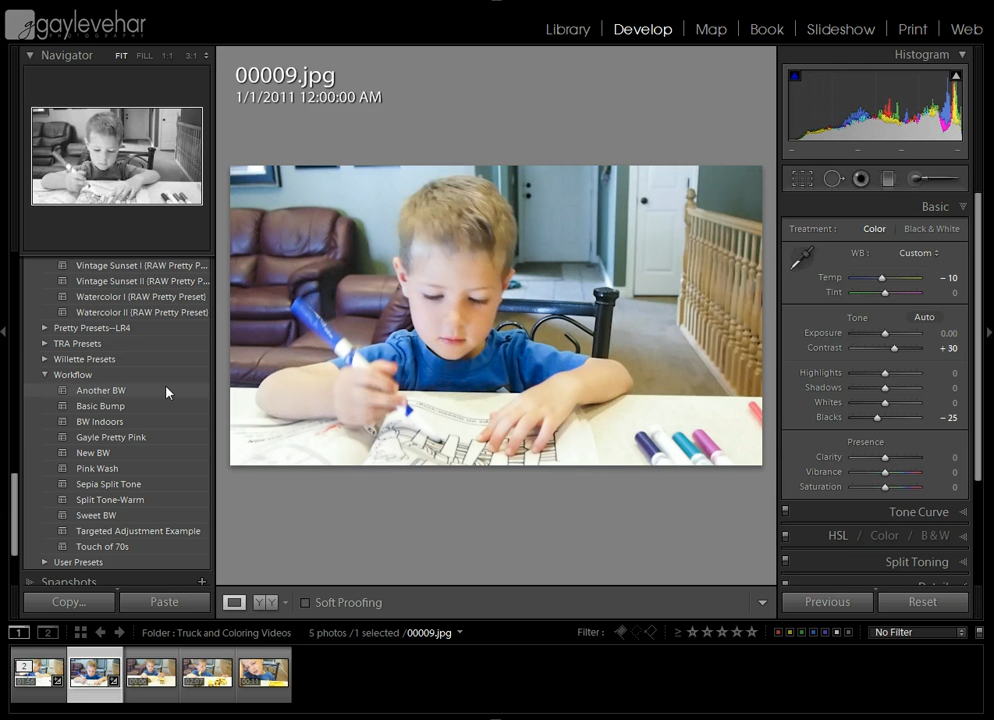 gaylevehar
PHOTOGRAPHY
Library | Develop | Map | Book | Slideshow | Print | Web
Navigator FIT FILL 1:1 3:1
Histogram
00009.jpg
1/1/2011 12:00:00 AM
Basic
Treatment : Color | Black & White
WB : Custom
Temp – 10
Tint 0
Tone Auto
Exposure 0.00
Contrast + 30
Highlights 0
Shadows 0
Whites 0
Blacks – 25
Presence
Clarity 0
Vibrance 0
Saturation 0
Tone Curve
HSL / Color / B & W
Split Toning
Vintage Sunset I {RAW Pretty P...
Vintage Sunset II {RAW Pretty P...
Watercolor I {RAW Pretty Preset}
Watercolor II {RAW Pretty Preset}
Pretty Presets--LR4
TRA Presets
Willette Presets
Workflow
Another BW
Basic Bump
BW Indoors
Gayle Pretty Pink
New BW
Pink Wash
Sepia Split Tone
Split Tone-Warm
Sweet BW
Targeted Adjustment Example
Touch of 70s
User Presets
Snapshots +
Copy... Paste
YY Soft Proofing
Previous Reset
1 2 Folder : Truck and Coloring Videos 5 photos /1 selected /00009.jpg Filter : ≥ No Filter
2